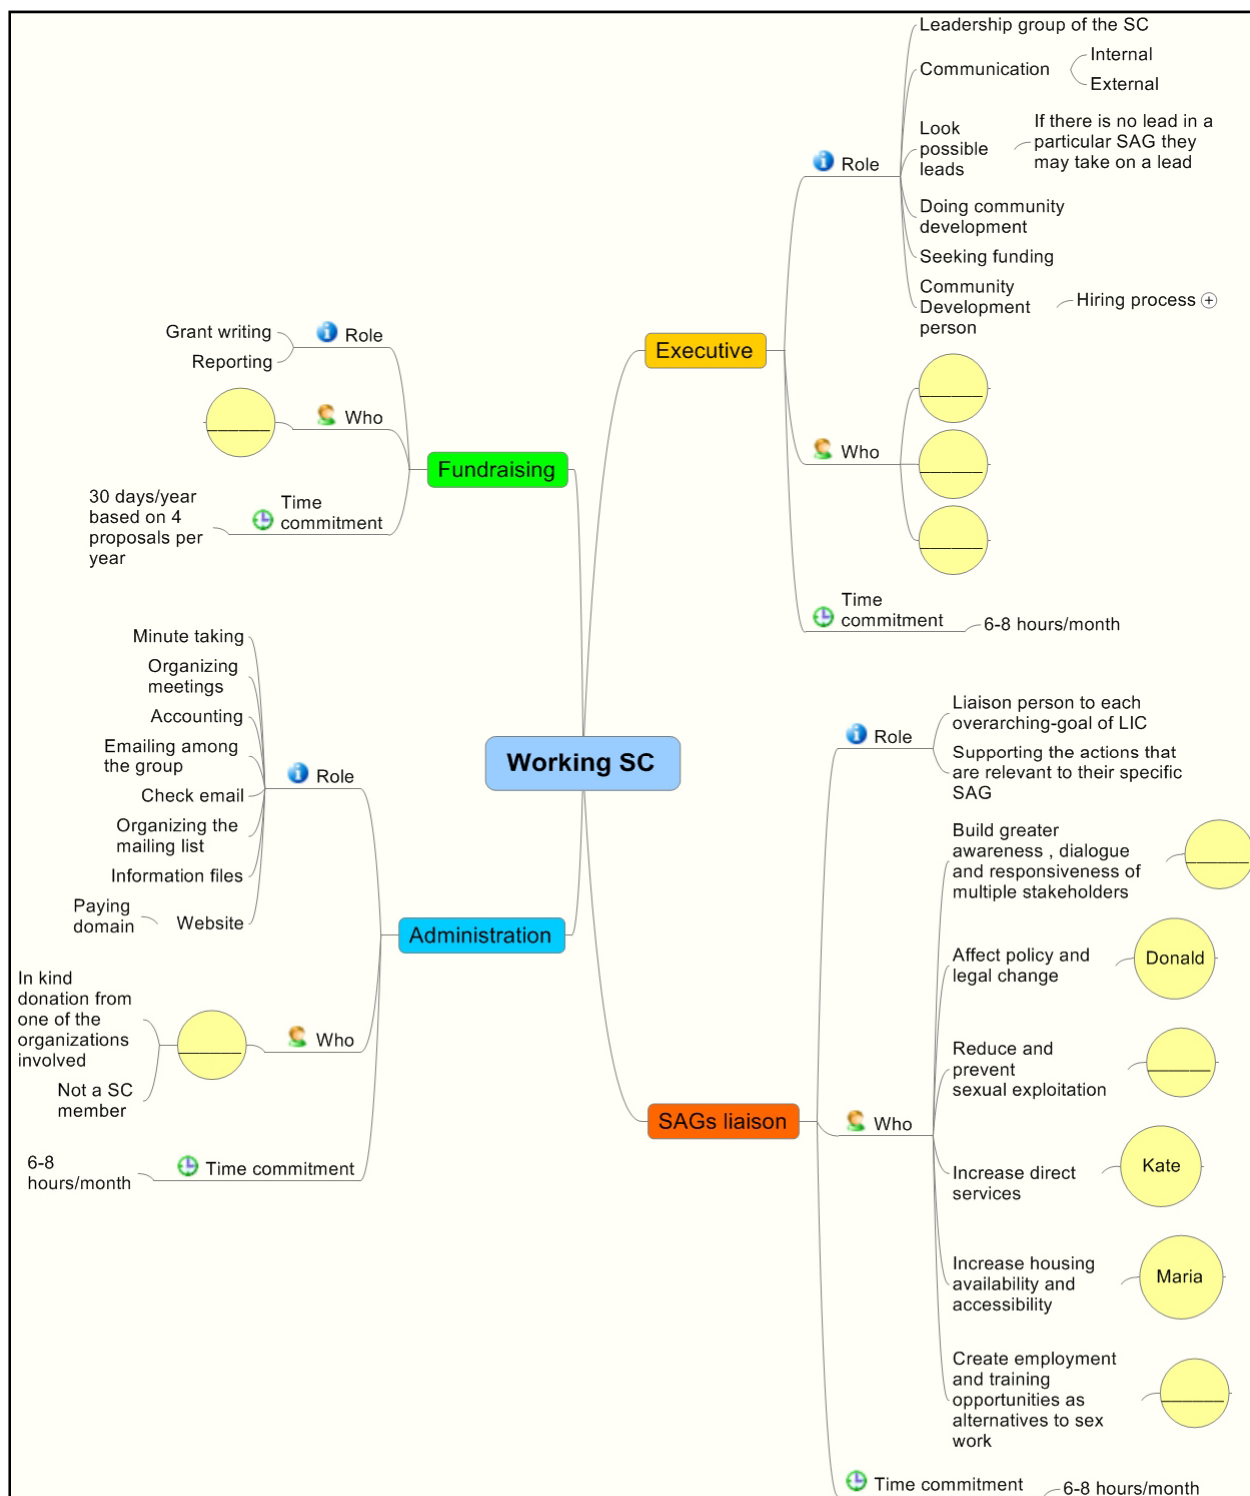 Working SC
Executive
Role
Leadership group of the SC
Communication
Internal
External
Look
possible
leads
If there is no lead in a
particular SAG they
may take on a lead
Doing community
development
Seeking funding
Community
Development
person
Hiring process
Who
______
______
______
Time
commitment
6-8 hours/month
SAGs liaison
Role
Liaison person to each
overarching-goal of LIC
Supporting the actions that
are relevant to their specific
SAG
Who
Build greater
awareness , dialogue
and responsiveness of
multiple stakeholders
______
Affect policy and
legal change
Donald
Reduce and
prevent
sexual exploitation
______
Increase direct
services
Kate
Increase housing
availability and
accessibility
Maria
Create employment
and training
opportunities as
alternatives to sex
work
______
Time commitment
6-8 hours/month
Fundraising
Role
Grant writing
Reporting
Who
______
Time
commitment
30 days/year
based on 4
proposals per
year
Administration
Role
Minute taking
Organizing
meetings
Accounting
Emailing among
the group
Check email
Organizing the
mailing list
Information files
Website
Paying
domain
Who
______
In kind
donation from
one of the
organizations
involved
Not a SC
member
Time commitment
6-8
hours/month